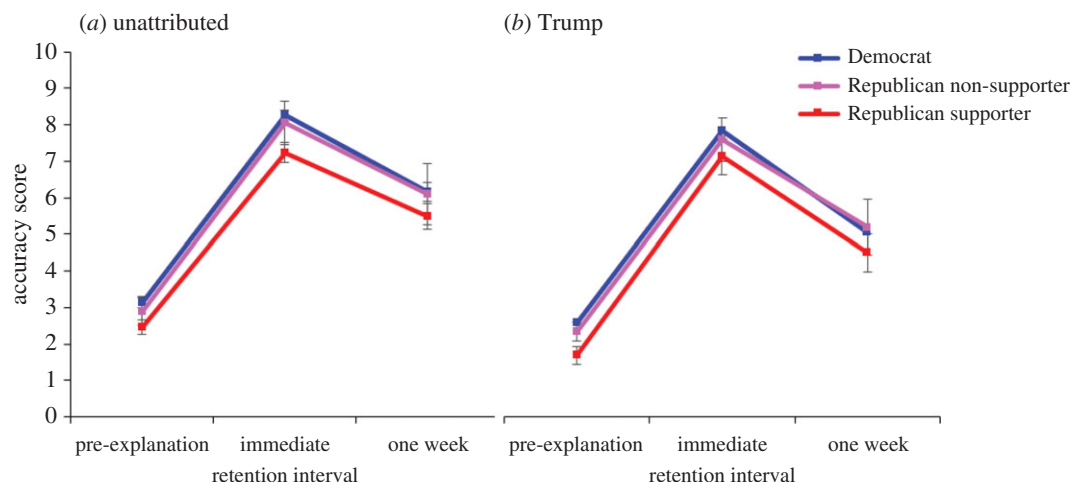 (a) unattributed
(b) Trump
Democrat
Republican non-supporter
Republican supporter
accuracy score
10
9
8
7
6
5
4
3
2
1
0
pre-explanation immediate one week
retention interval
pre-explanation immediate one week
retention interval